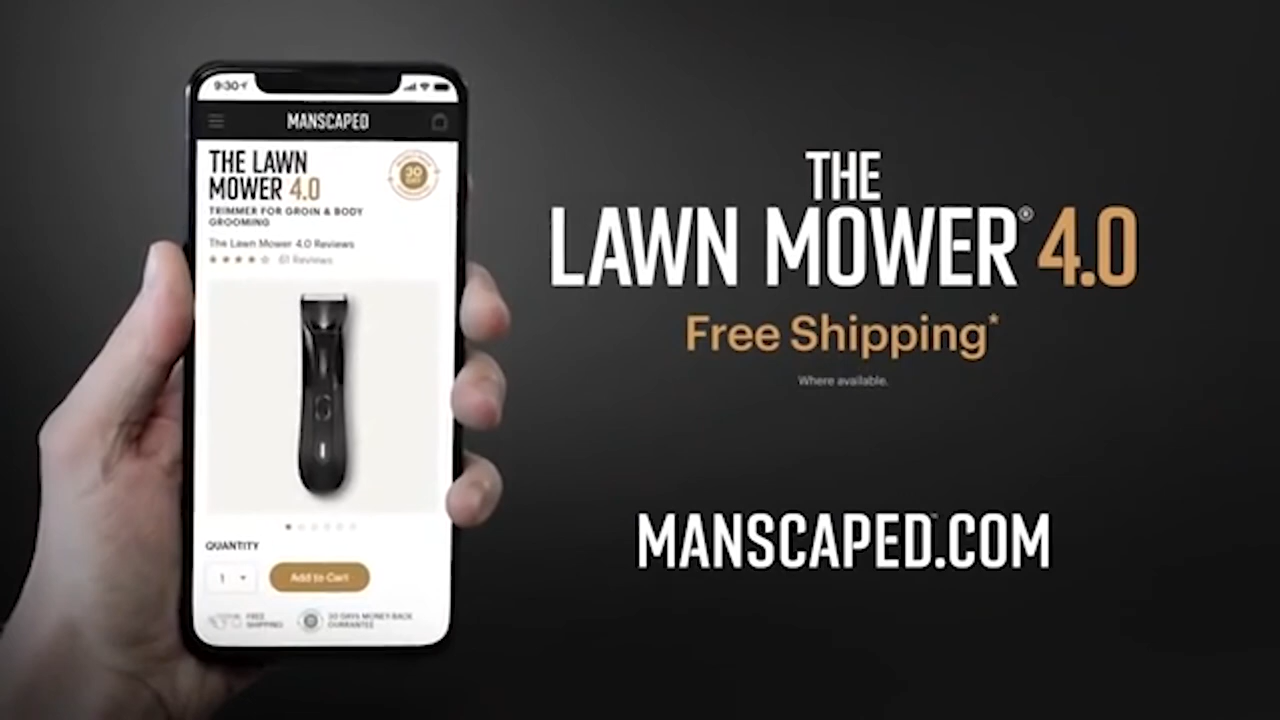 9:30
MANSCAPED
THE LAWN
MOWER 4.0
30
TRIMMER FOR GROIN & BODY
GROOMING
The Lawn Mower 4.0 Reviews
61 Reviews
QUANTITY
1
Add to Cart
FREE
SHIPPING
30 DAYS MONEY BACK
THE
LAWN MOWER® 4.0
Free Shipping*
Where available.
MANSCAPED™.COM